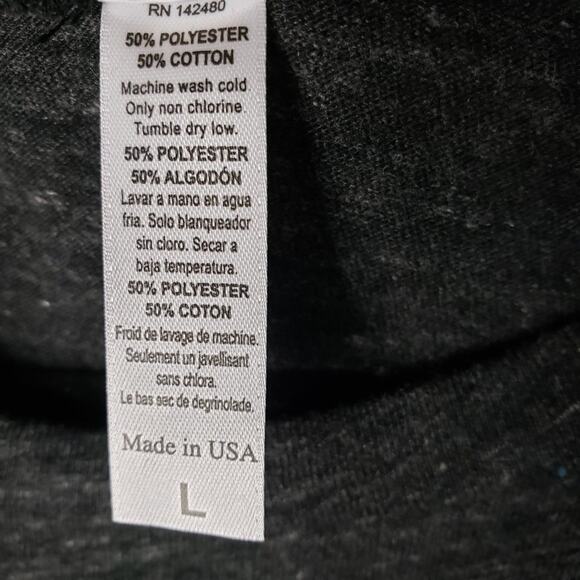 RN 142480
50% POLYESTER
50% COTTON
Machine wash cold.
Only non chlorine.
Tumble dry low.
50% POLYESTER
50% ALGODÓN
Lavar a mano en agua
fria. Solo blanqueador
sin cloro. Secar a
baja temperatura.
50% POLYESTER
50% COTON
Froid de lavage de machine.
Seulement un javellisant
sans chlora.
Le bas sec de degrinolade.
Made in USA
L